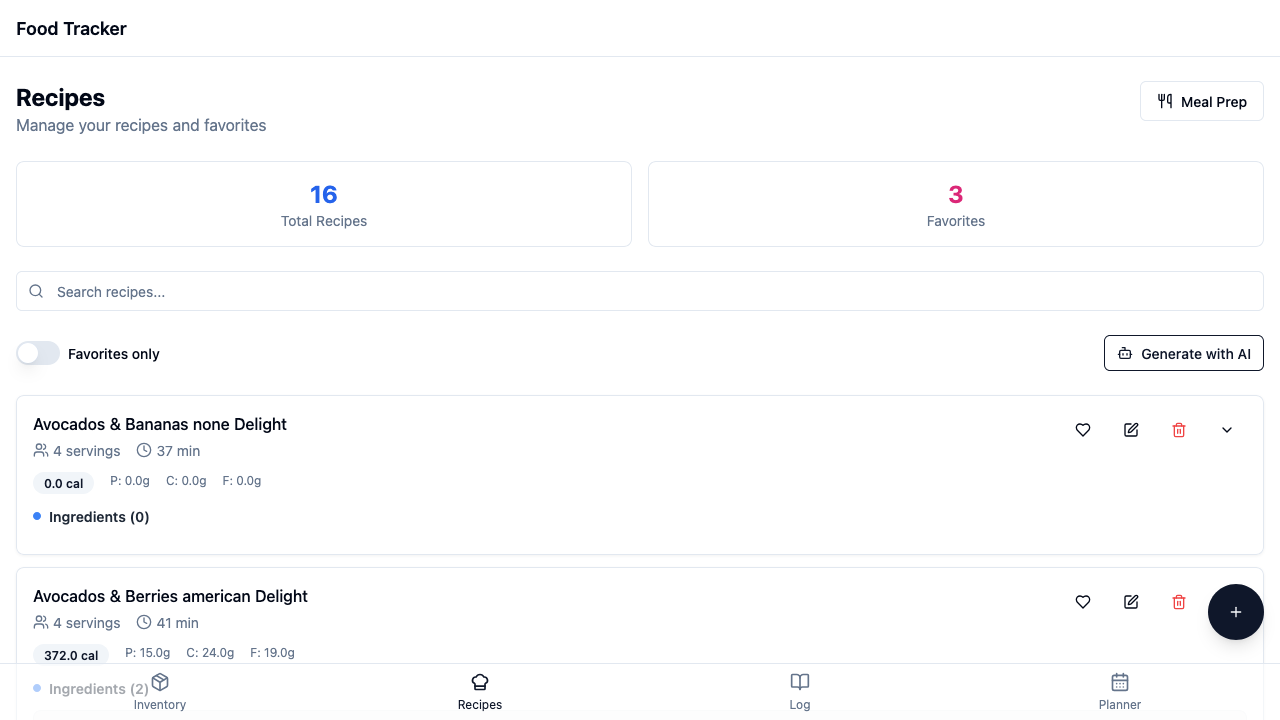 Food Tracker
Recipes
Manage your recipes and favorites
Meal Prep
16
Total Recipes
3
Favorites
Search recipes...
Favorites only
Generate with AI
Avocados & Bananas none Delight
4 servings 37 min
0.0 cal P: 0.0g C: 0.0g F: 0.0g
Ingredients (0)
Avocados & Berries american Delight
4 servings 41 min
372.0 cal P: 15.0g C: 24.0g F: 19.0g
Ingredients (2)
Inventory
Recipes
Log
Planner